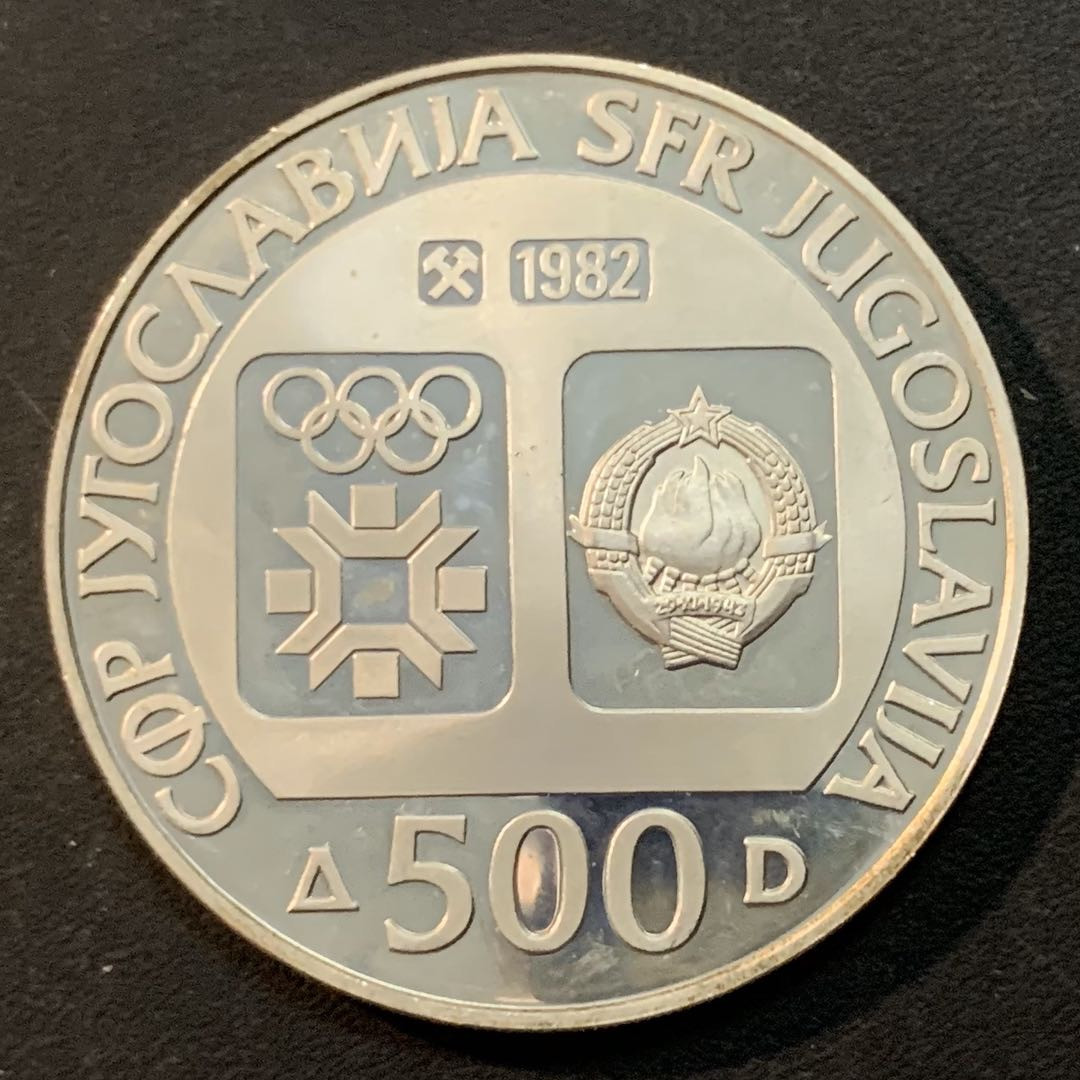 СФР ЈУГОСЛАВИЈА SFR JUGOSLAVIJA
1982
29·XI·1943
Д 500 D